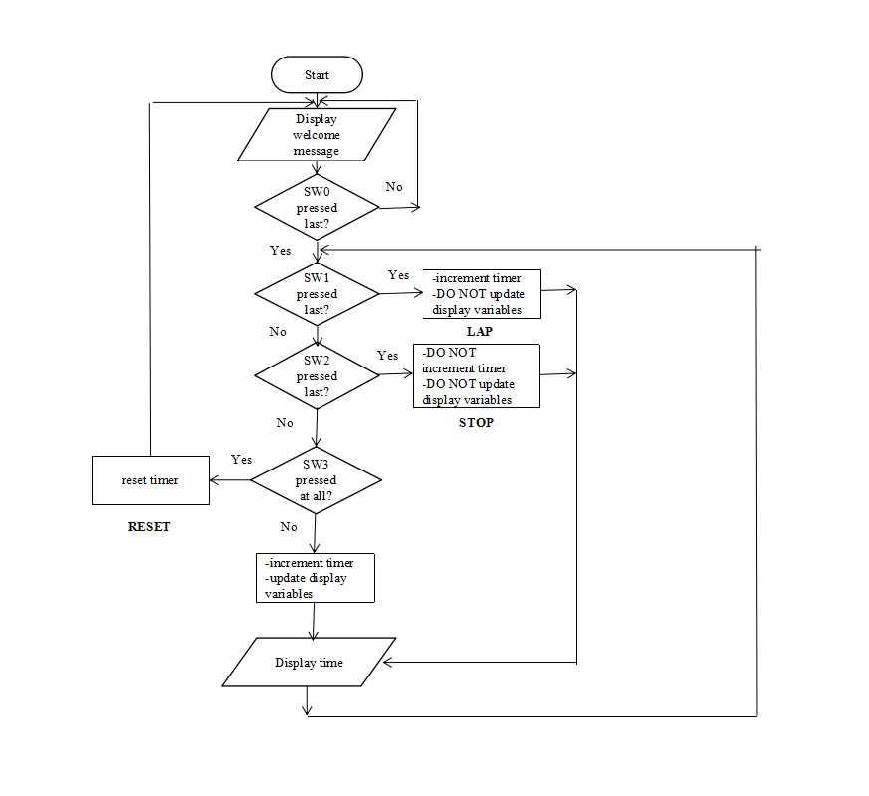 Start
Display
welcome
message
No
SW0
pressed
last?
Yes
Yes
SW1
pressed
last?
-increment timer
-DO NOT update
display variables
LAP
No
Yes
SW2
pressed
last?
-DO NOT
increment timer
-DO NOT update
display variables
STOP
No
Yes
SW3
pressed
at all?
reset timer
RESET
No
-increment timer
-update display
variables
Display time